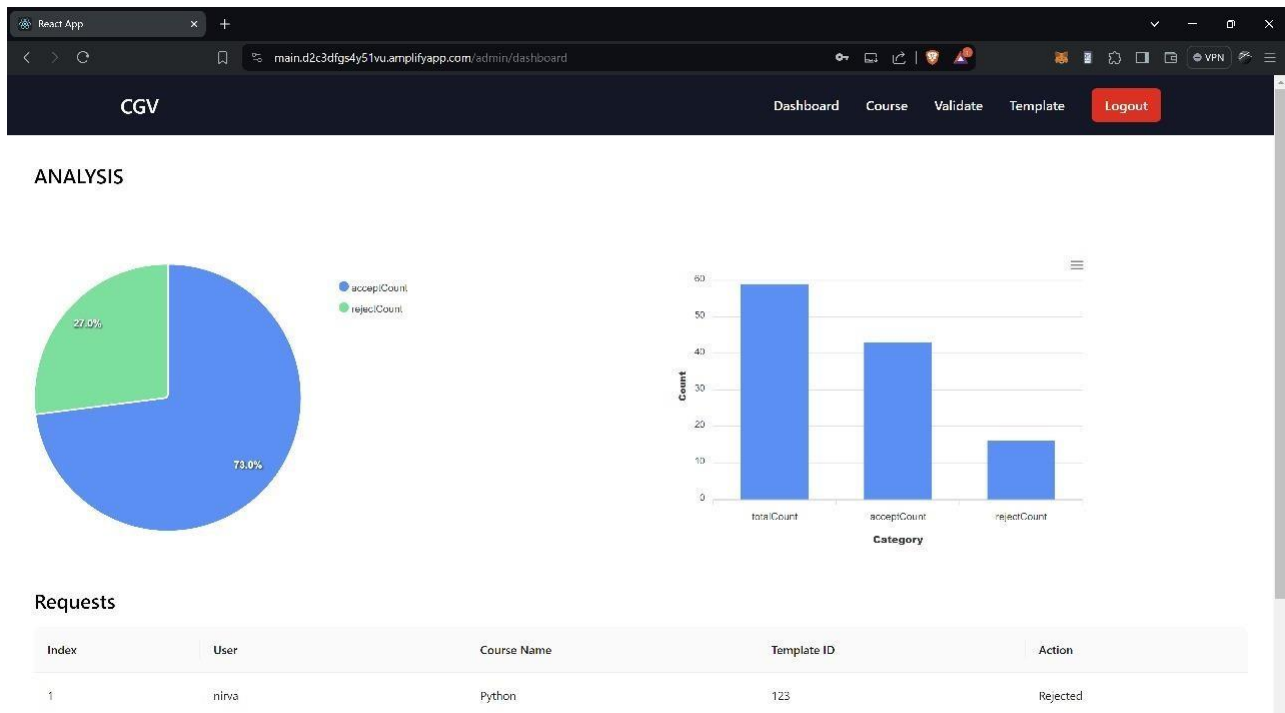 React App
main.d2c3dfgs4y51vu.amplifyapp.com/admin/dashboard
VPN
CGV
Dashboard Course Validate Template Logout
ANALYSIS
acceptCount
rejectCount
27.0%
73.0%
60
50
40
30
20
10
0
Count
totalCount acceptCount rejectCount
Category
Requests
Index User Course Name Template ID Action
1 nirva Python 123 Rejected